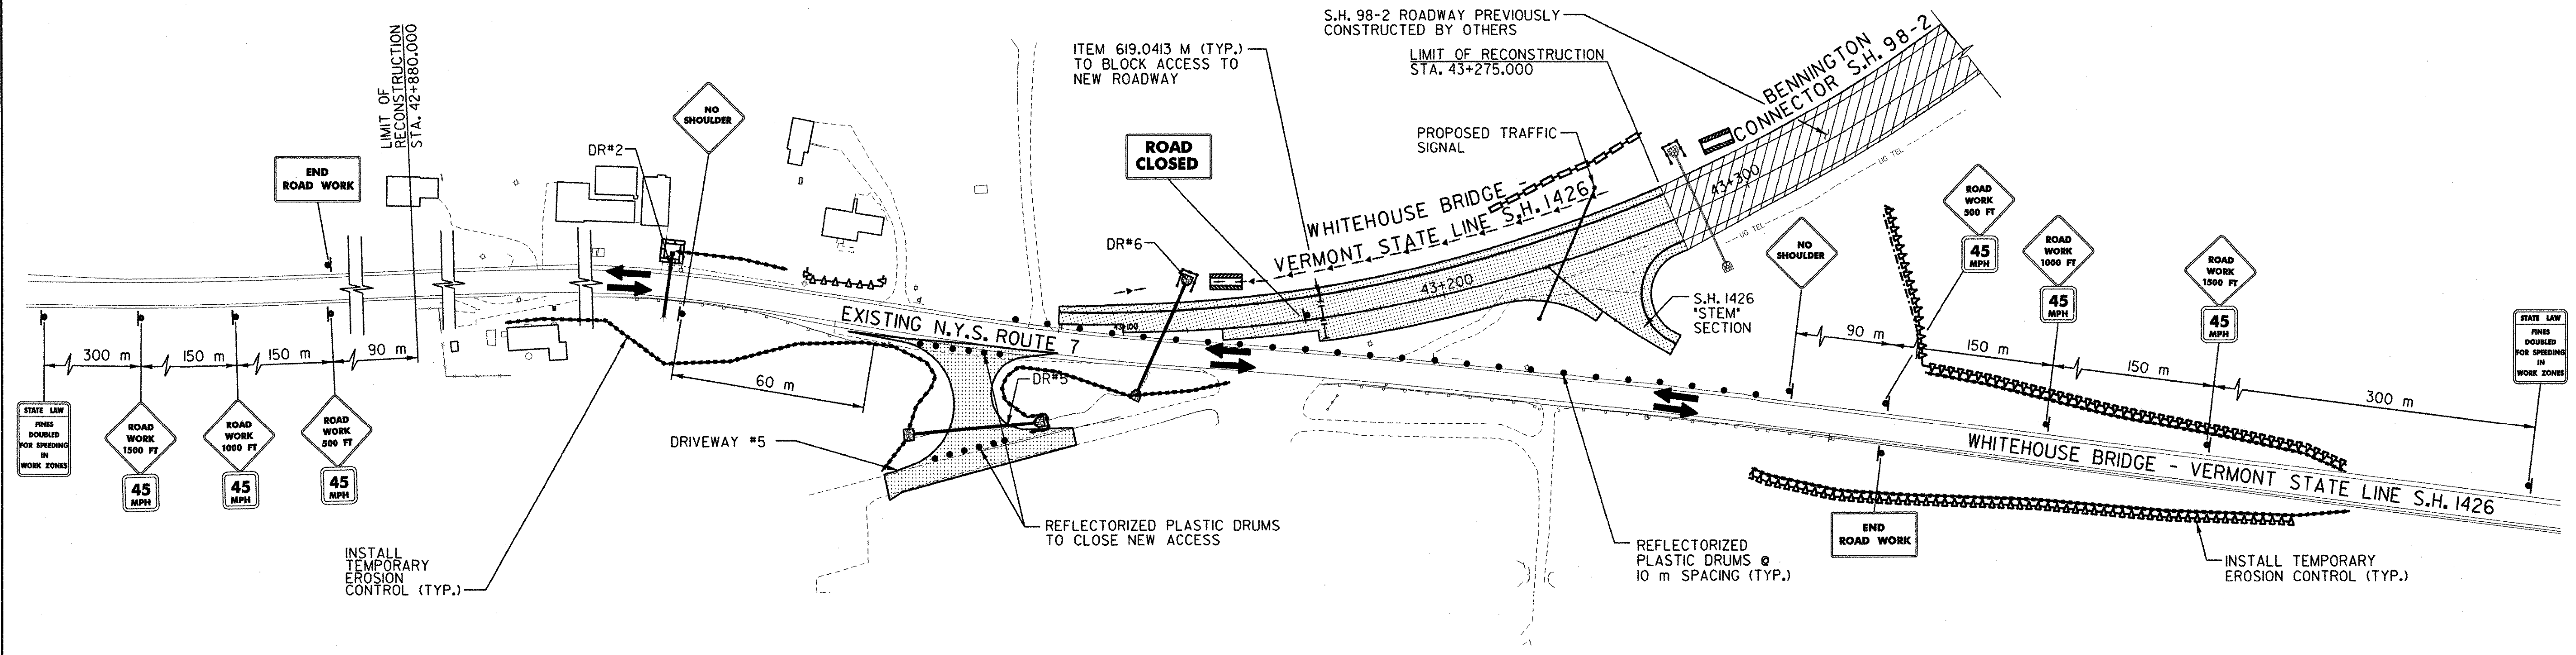 LIMIT OF
RECONSTRUCTION
STA. 42+880.000
END
ROAD WORK
DR#2
NO
SHOULDER
ITEM 619.0413 M (TYP.)
TO BLOCK ACCESS TO
NEW ROADWAY
S.H. 98-2 ROADWAY PREVIOUSLY
CONSTRUCTED BY OTHERS
LIMIT OF RECONSTRUCTION
STA. 43+275.000
BENNINGTON
CONNECTOR S.H. 98-2
PROPOSED TRAFFIC
SIGNAL
ROAD
CLOSED
WHITEHOUSE BRIDGE -
VERMONT STATE LINE S.H. 1426
43+300
UG TEL
UG TEL
DR#6
43+200
43+100
S.H. 1426
"STEM"
SECTION
NO
SHOULDER
ROAD
WORK
500 FT
45
MPH
ROAD
WORK
1000 FT
45
MPH
ROAD
WORK
1500 FT
45
MPH
STATE LAW
FINES
DOUBLED
FOR SPEEDING
IN
WORK ZONES
90 m
150 m
150 m
300 m
EXISTING N.Y.S. ROUTE 7
300 m
150 m
150 m
90 m
60 m
DR#5
STATE LAW
FINES
DOUBLED
FOR SPEEDING
IN
WORK ZONES
ROAD
WORK
1500 FT
45
MPH
ROAD
WORK
1000 FT
45
MPH
ROAD
WORK
500 FT
45
MPH
DRIVEWAY #5
WHITEHOUSE BRIDGE - VERMONT STATE LINE S.H. 1426
REFLECTORIZED PLASTIC DRUMS
TO CLOSE NEW ACCESS
END
ROAD WORK
REFLECTORIZED
PLASTIC DRUMS @
10 m SPACING (TYP.)
INSTALL
TEMPORARY
EROSION
CONTROL (TYP.)
INSTALL TEMPORARY
EROSION CONTROL (TYP.)